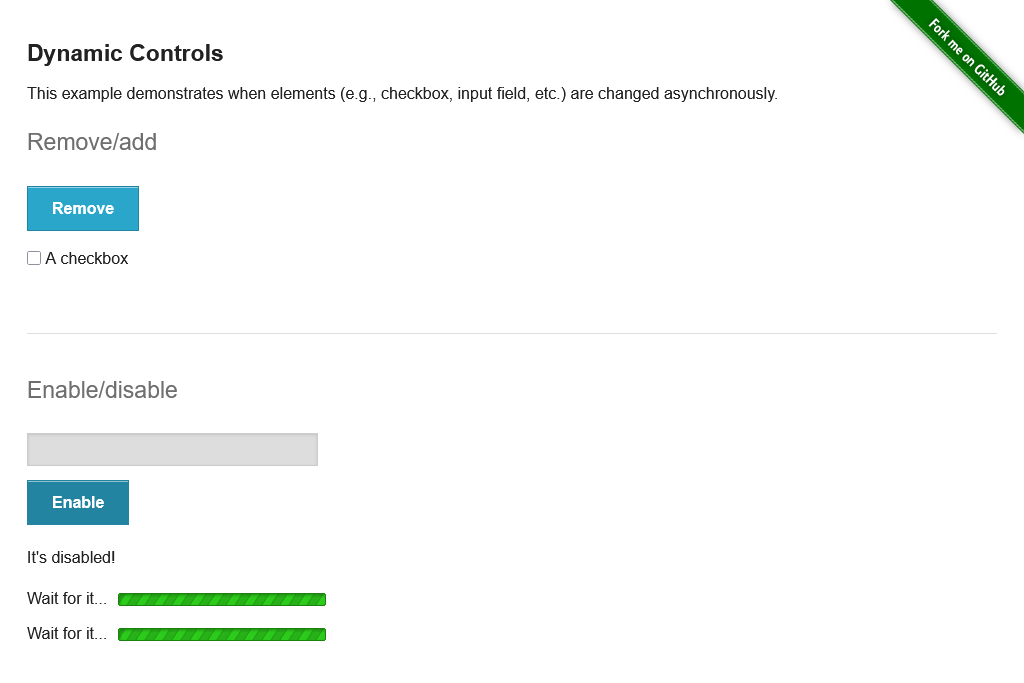 Fork me on GitHub
Dynamic Controls
This example demonstrates when elements (e.g., checkbox, input field, etc.) are changed asynchronously.
Remove/add
Remove
A checkbox
Enable/disable
Enable
It's disabled!
Wait for it...
Wait for it...